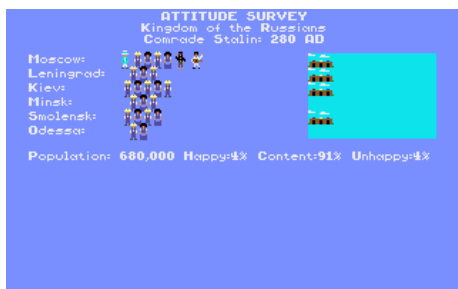 ATTITUDE SURVEY
Kingdom of the Russians
Comrade Stalin: 280 AD
Moscow:
Leningrad:
Kiev:
Minsk:
Smolensk:
Odessa:
Population: 680,000 Happy:4% Content:91% Unhappy:4%